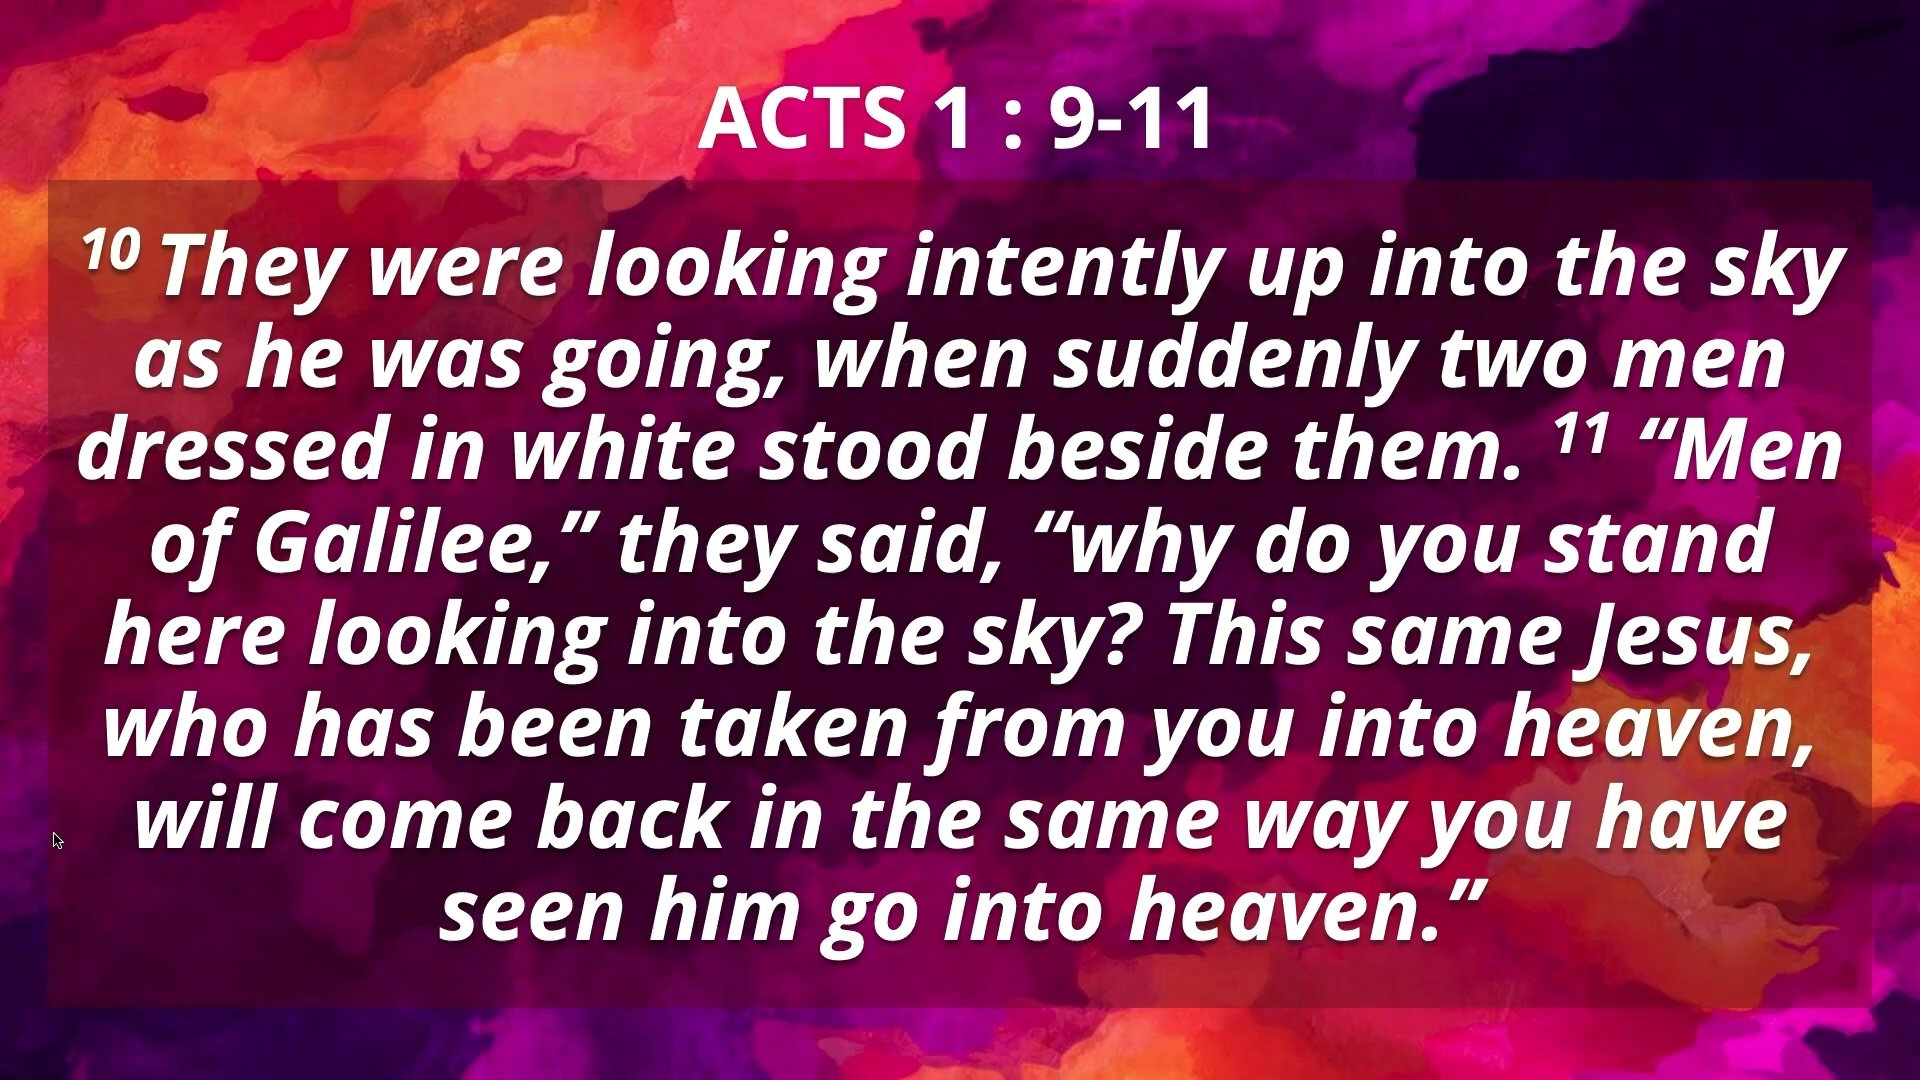 ACTS 1 : 9-11
10 They were looking intently up into the sky
as he was going, when suddenly two men
dressed in white stood beside them. 11 “Men
of Galilee,” they said, “why do you stand
here looking into the sky? This same Jesus,
who has been taken from you into heaven,
will come back in the same way you have
seen him go into heaven.”